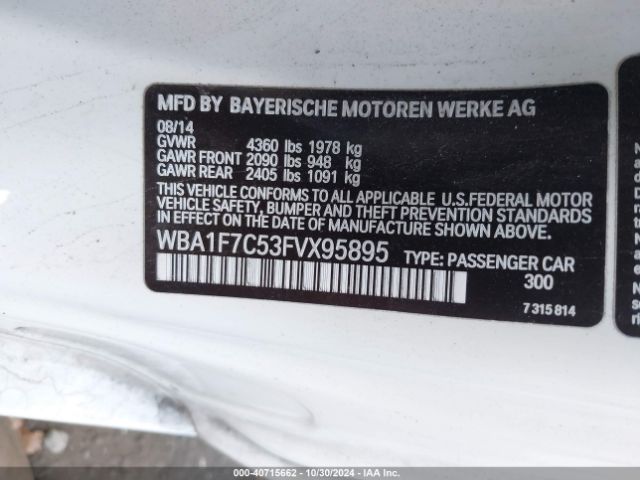 MFD BY BAYERISCHE MOTOREN WERKE AG
08/14
GVWR 4360 lbs 1978 kg
GAWR FRONT 2090 lbs 948 kg
GAWR REAR 2405 lbs 1091 kg
THIS VEHICLE CONFORMS TO ALL APPLICABLE U.S.FEDERAL MOTOR
VEHICLE SAFETY, BUMPER AND THEFT PREVENTION STANDARDS
IN EFFECT ON THE DATE OF MANUFACTURE SHOWN ABOVE.
WBA1F7C53FVX95895 TYPE: PASSENGER CAR
300
7 315 814
000-40715662 - 10/30/2024 - IAA Inc.